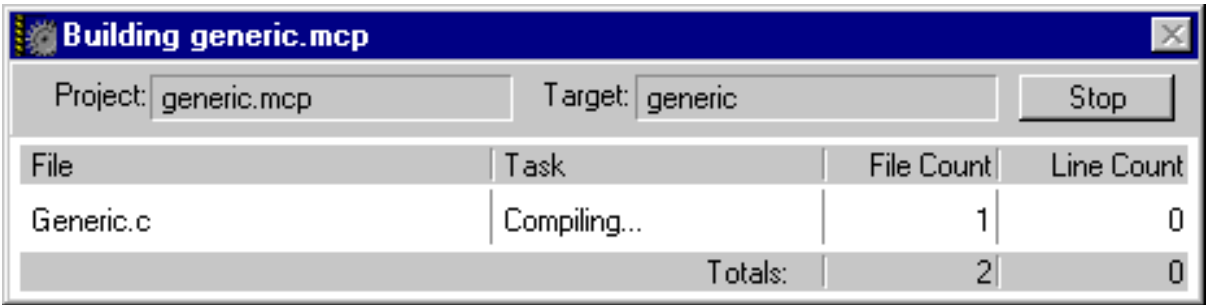 Building generic.mcp
Project: generic.mcp Target: generic Stop
File Task File Count Line Count
Generic.c Compiling... 1 0
Totals: 2 0